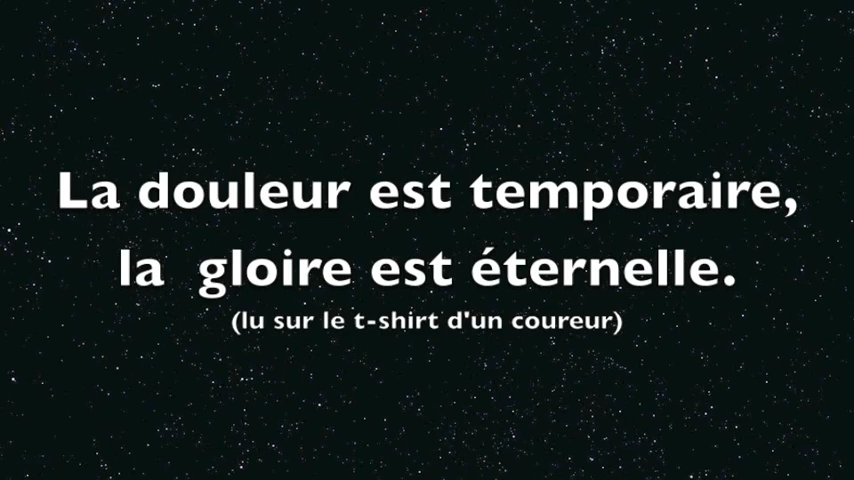 La douleur est temporaire,
la gloire est éternelle.
(lu sur le t-shirt d'un coureur)